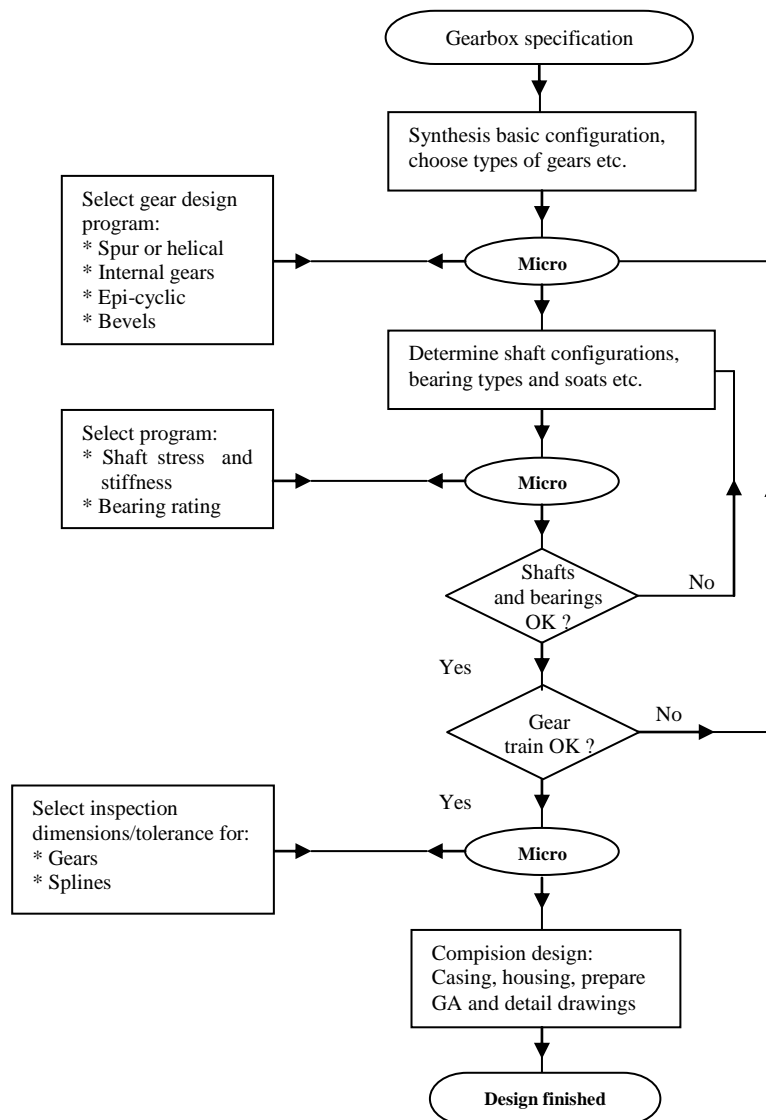 Gearbox specification
Synthesis basic configuration,
choose types of gears etc.
Select gear design
program:
* Spur or helical
* Internal gears
* Epi-cyclic
* Bevels
Micro
Determine shaft configurations,
bearing types and soats etc.
Select program:
* Shaft stress and
stiffness
* Bearing rating
Micro
Shafts
and bearings
OK ?
No
Yes
Gear
train OK ?
No
Yes
Select inspection
dimensions/tolerance for:
* Gears
* Splines
Micro
Compision design:
Casing, housing, prepare
GA and detail drawings
Design finished